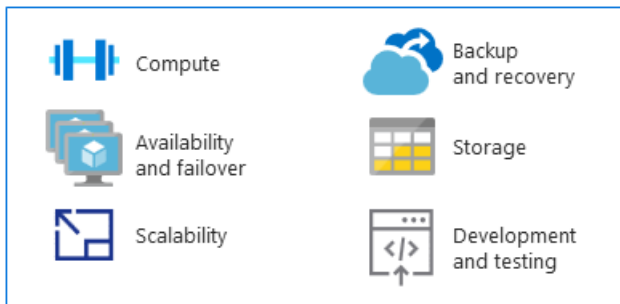 Compute
Backup
and recovery
Availability
and failover
Storage
Scalability
Development
and testing